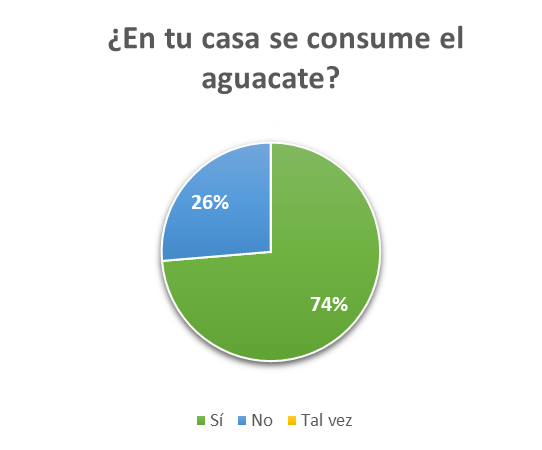 ¿En tu casa se consume el
aguacate?
26%
74%
Sí No Tal vez